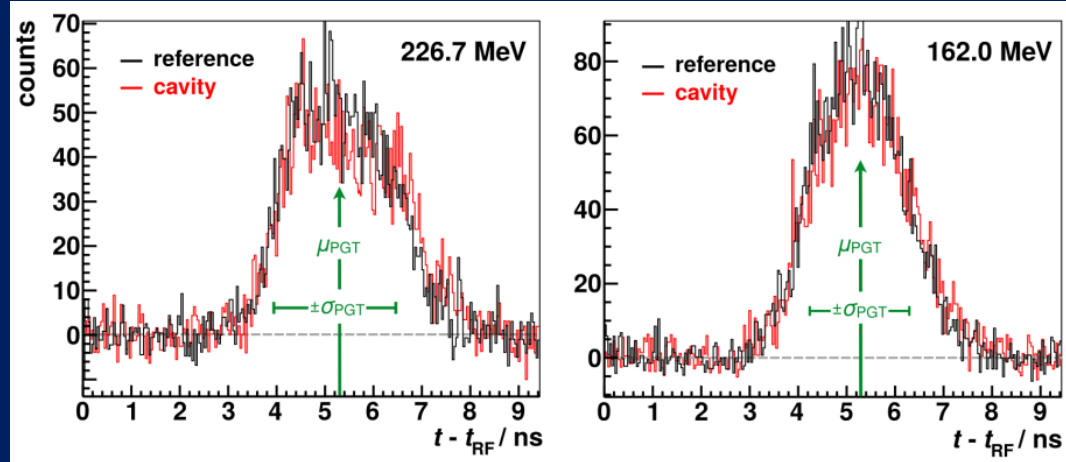 counts
70
60
50
40
30
20
10
0
reference
cavity
226.7 MeV
μPGT
±σPGT
0 1 2 3 4 5 6 7 8 9
t - tRF / ns
80
60
40
20
0
reference
cavity
162.0 MeV
μPGT
±σPGT
0 1 2 3 4 5 6 7 8 9
t - tRF / ns